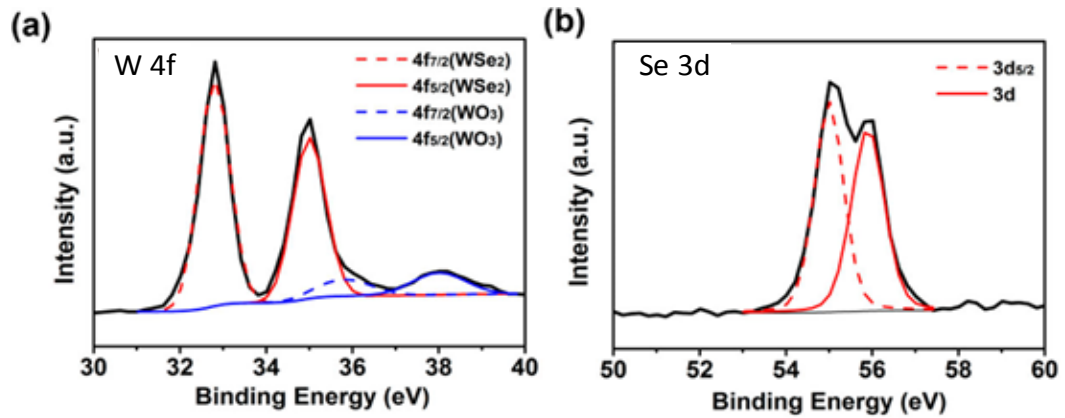 (a)
W 4f
4f7/2(WSe2)
4f5/2(WSe2)
4f7/2(WO3)
4f5/2(WO3)
Intensity (a.u.)
30 32 34 36 38 40
Binding Energy (eV)
(b)
Se 3d
3d5/2
3d
Intensity (a.u.)
50 52 54 56 58 60
Binding Energy (eV)